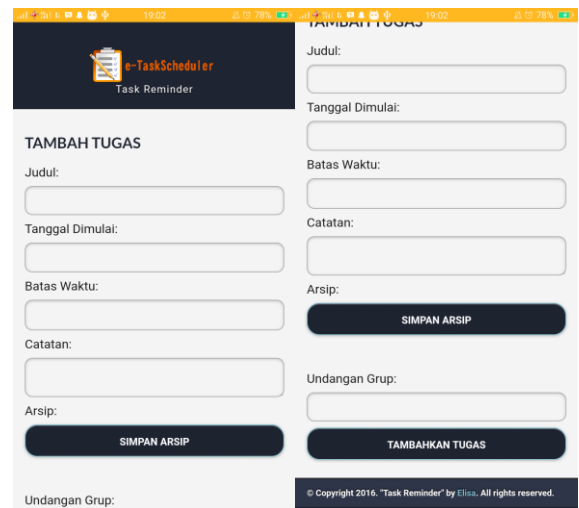 19:02
78%
e-TaskScheduler
Task Reminder
TAMBAH TUGAS
Judul:
Tanggal Dimulai:
Batas Waktu:
Catatan:
Arsip:
SIMPAN ARSIP
Undangan Grup:
19:02
78%
TAMBAH TUGAS
Judul:
Tanggal Dimulai:
Batas Waktu:
Catatan:
Arsip:
SIMPAN ARSIP
Undangan Grup:
TAMBAHKAN TUGAS
© Copyright 2016. "Task Reminder" by Elisa. All rights reserved.